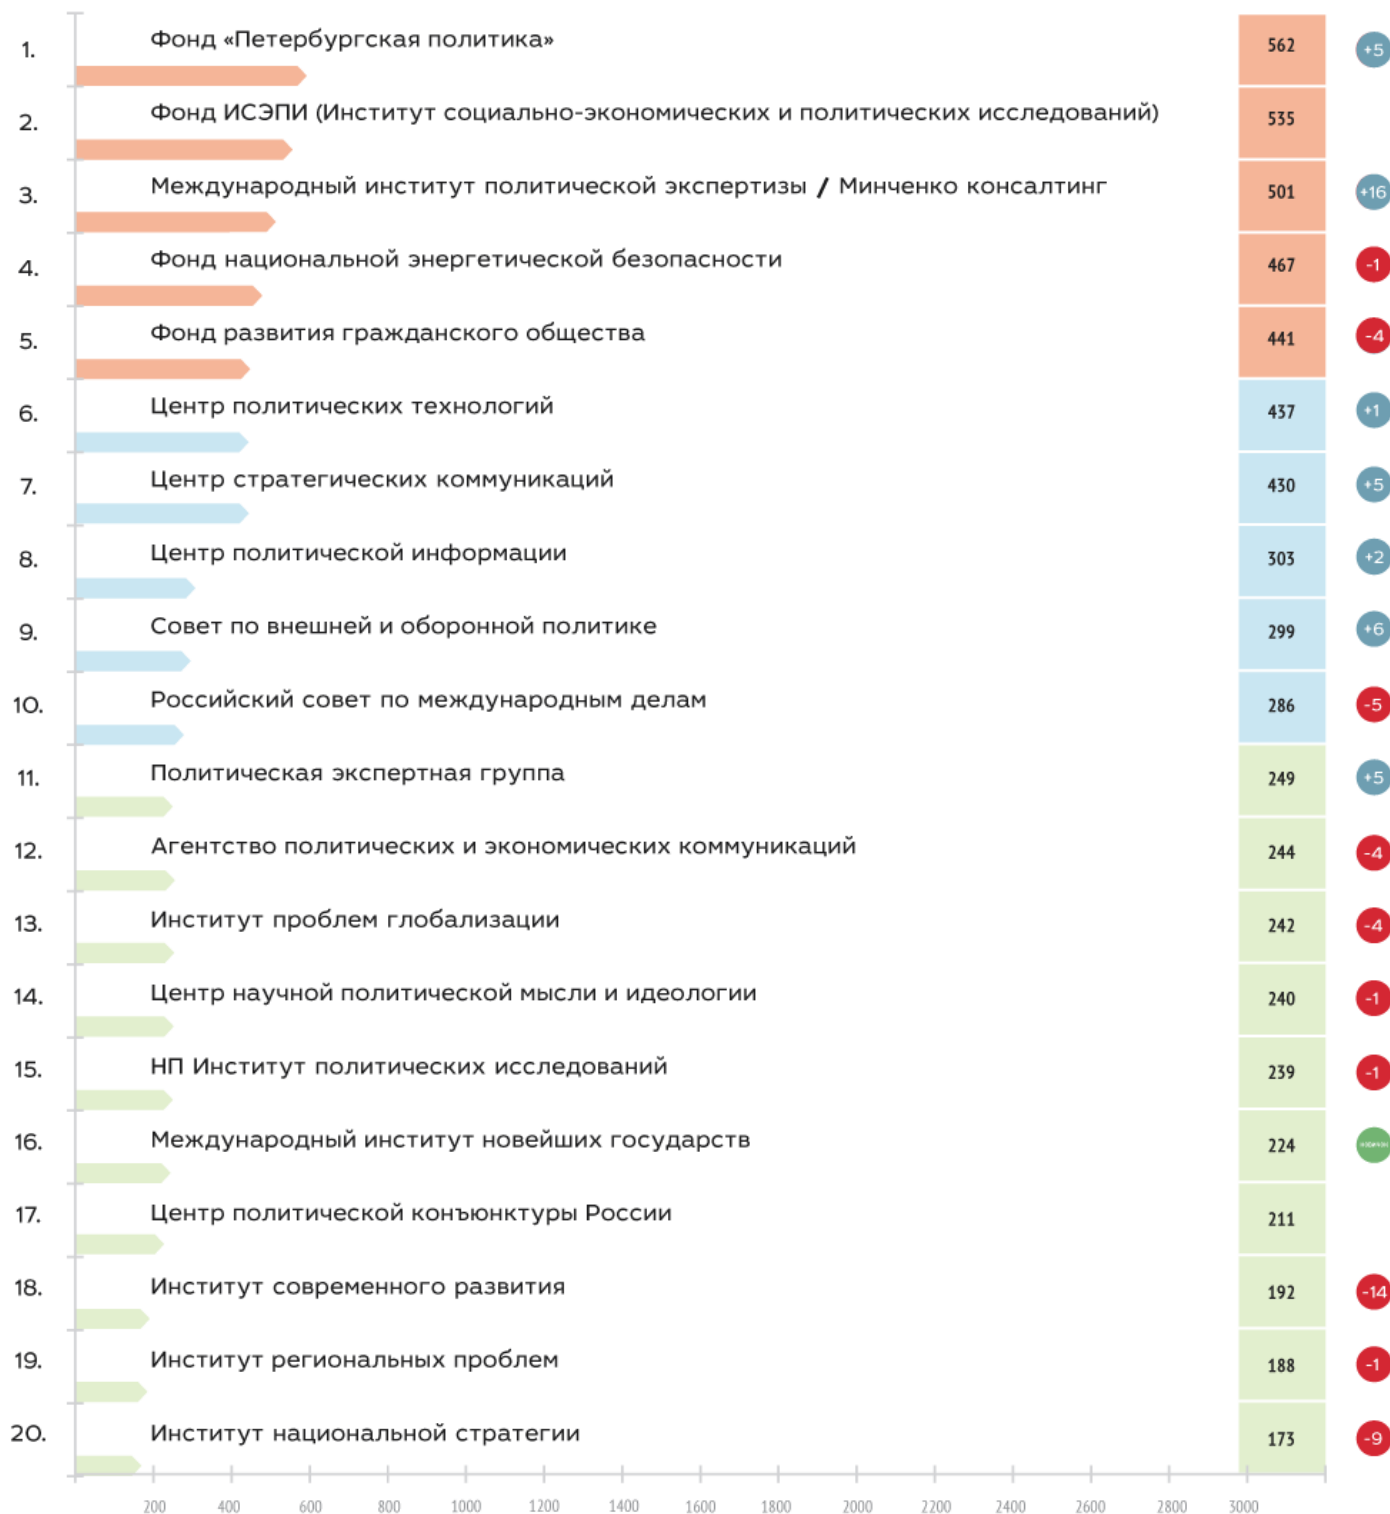 1. Фонд «Петербургская политика» 562 +5
2. Фонд ИСЭПИ (Институт социально-экономических и политических исследований) 535
3. Международный институт политической экспертизы / Минченко консалтинг 501 +16
4. Фонд национальной энергетической безопасности 467 -1
5. Фонд развития гражданского общества 441 -4
6. Центр политических технологий 437 +1
7. Центр стратегических коммуникаций 430 +5
8. Центр политической информации 303 +2
9. Совет по внешней и оборонной политике 299 +6
10. Российский совет по международным делам 286 -5
11. Политическая экспертная группа 249 +5
12. Агентство политических и экономических коммуникаций 244 -4
13. Институт проблем глобализации 242 -4
14. Центр научной политической мысли и идеологии 240 -1
15. НП Институт политических исследований 239 -1
16. Международный институт новейших государств 224
17. Центр политической конъюнктуры России 211
18. Институт современного развития 192 -14
19. Институт региональных проблем 188 -1
20. Институт национальной стратегии 173 -9
200 400 600 800 1000 1200 1400 1600 1800 2000 2200 2400 2600 2800 3000